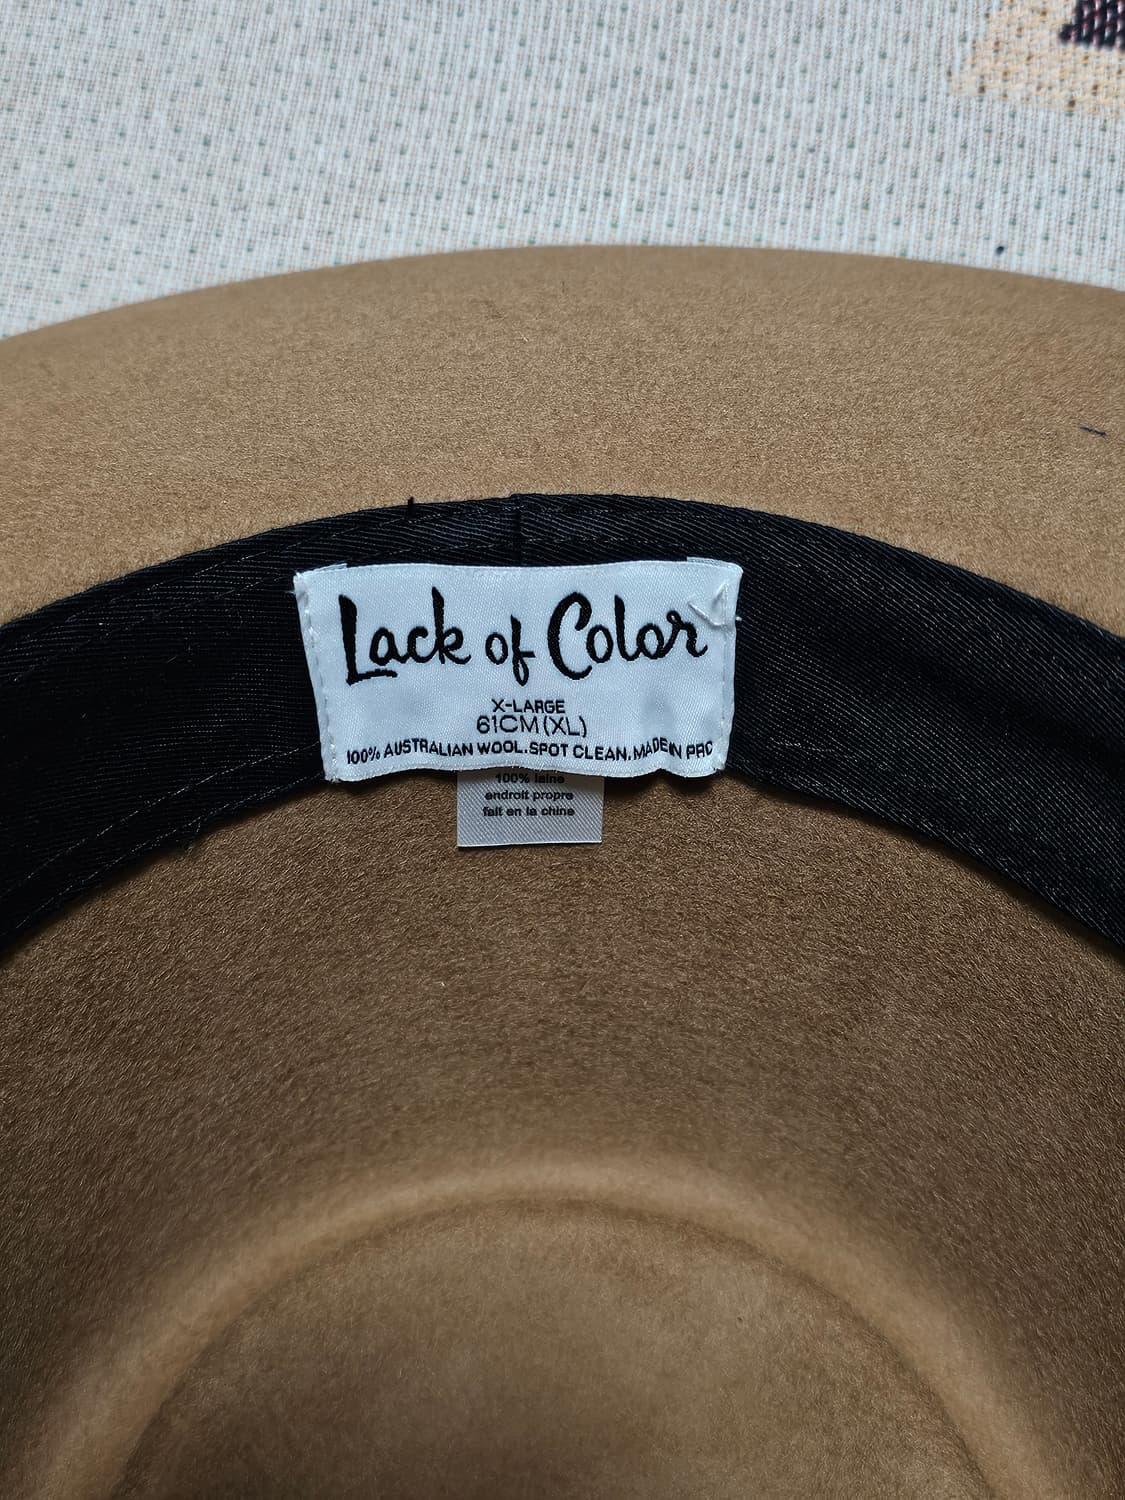 Lack of Color
X-LARGE
61CM(XL)
100% AUSTRALIAN WOOL.SPOT CLEAN.MADE IN PRC
100% laine
endroit propre
fait en la chine